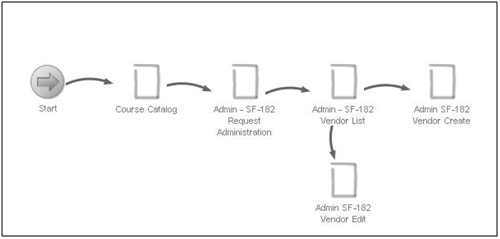 Start
Course Catalog
Admin - SF-182
Request
Administration
Admin - SF-182
Vendor List
Admin SF-182
Vendor Create
Admin SF-182
Vendor Edit